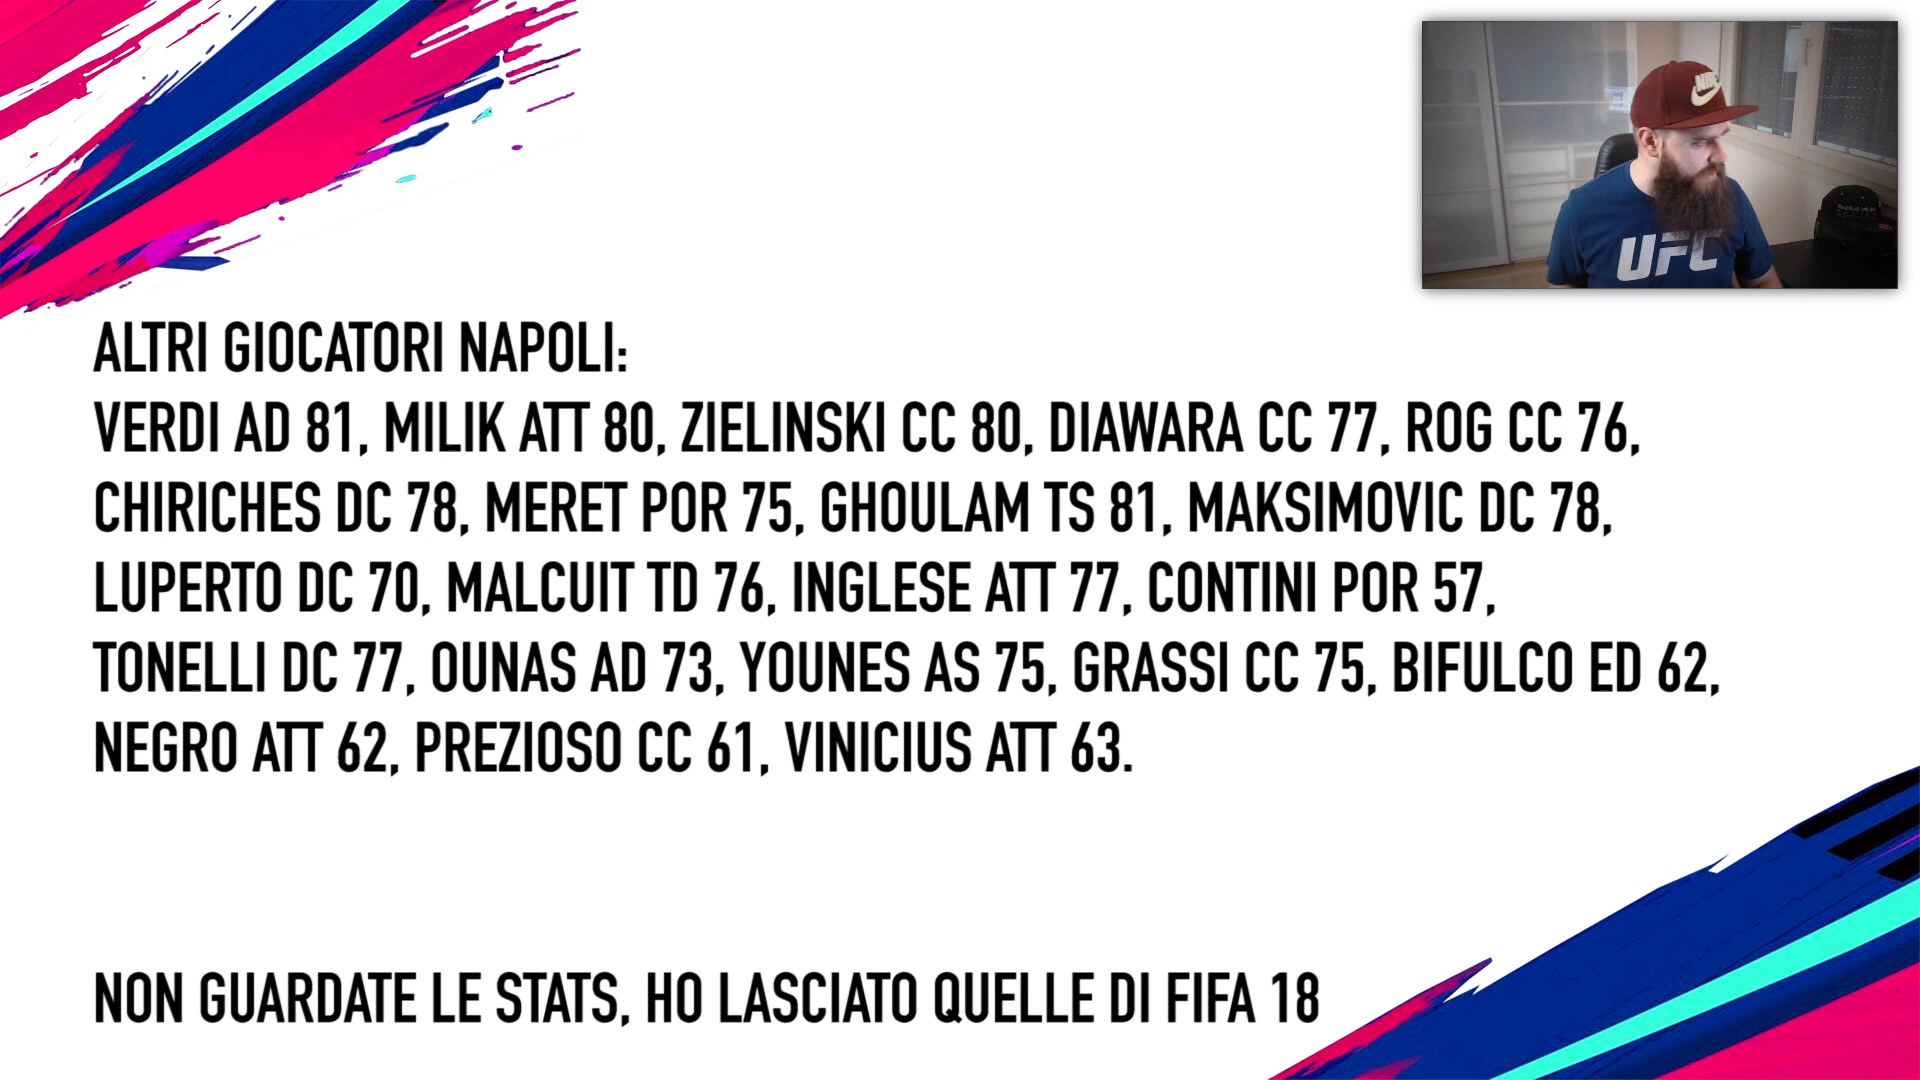 ALTRI GIOCATORI NAPOLI:
VERDI AD 81, MILIK ATT 80, ZIELINSKI CC 80, DIAWARA CC 77, ROG CC 76,
CHIRICHES DC 78, MERET POR 75, GHOULAM TS 81, MAKSIMOVIC DC 78,
LUPERTO DC 70, MALCUIT TD 76, INGLESE ATT 77, CONTINI POR 57,
TONELLI DC 77, OUNAS AD 73, YOUNES AS 75, GRASSI CC 75, BIFULCO ED 62,
NEGRO ATT 62, PREZIOSO CC 61, VINICIUS ATT 63.
NON GUARDATE LE STATS, HO LASCIATO QUELLE DI FIFA 18
UFC